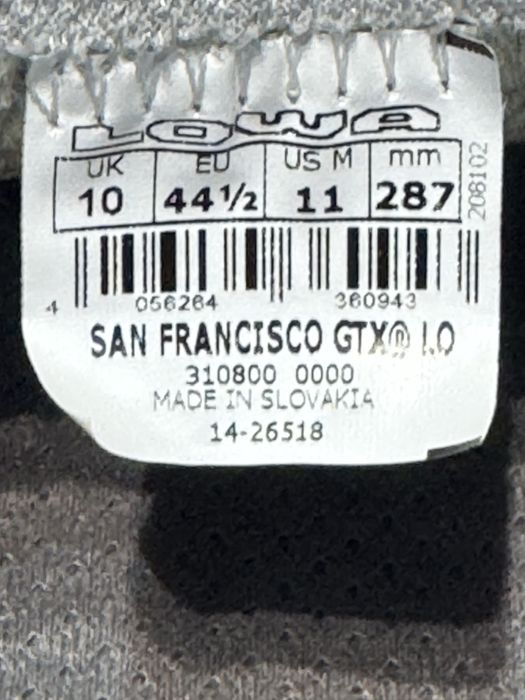 LOWA
UK EU US M mm
10 44½ 11 287
208102
4 056264 360943
SAN FRANCISCO GTX® LO
310800 0000
MADE IN SLOVAKIA
14-26518